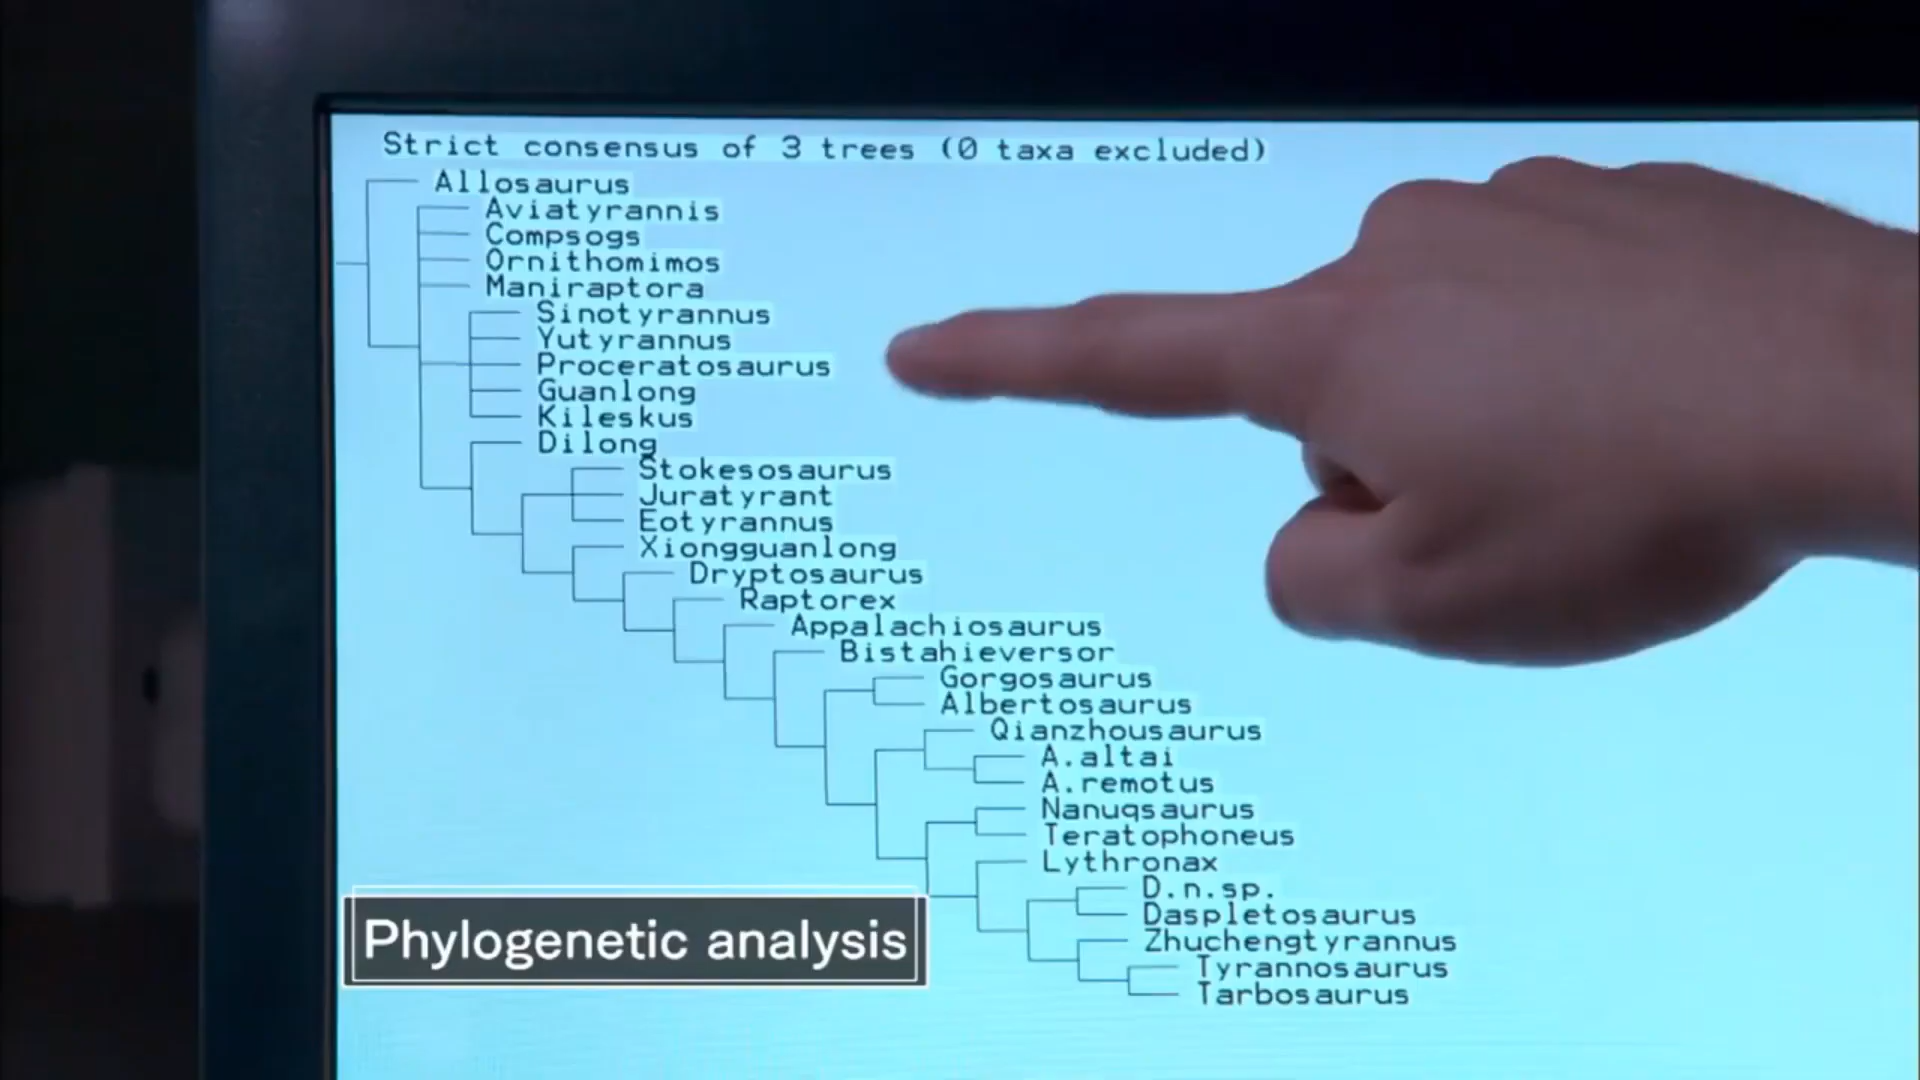 Strict consensus of 3 trees (0 taxa excluded)
Allosaurus
Aviatyrannis
Compsogs
Ornithomimos
Maniraptora
Sinotyrannus
Yutyrannus
Proceratosaurus
Guanlong
Kileskus
Dilong
Stokesosaurus
Juratyrant
Eotyrannus
Xiongguanlong
Dryptosaurus
Raptorex
Appalachiosaurus
Bistahieversor
Gorgosaurus
Albertosaurus
Qianzhousaurus
A.altai
A.remotus
Nanuqsaurus
Teratophoneus
Lythronax
D.n.sp.
Daspletosaurus
Zhuchengtyrannus
Tyrannosaurus
Tarbosaurus
Phylogenetic analysis